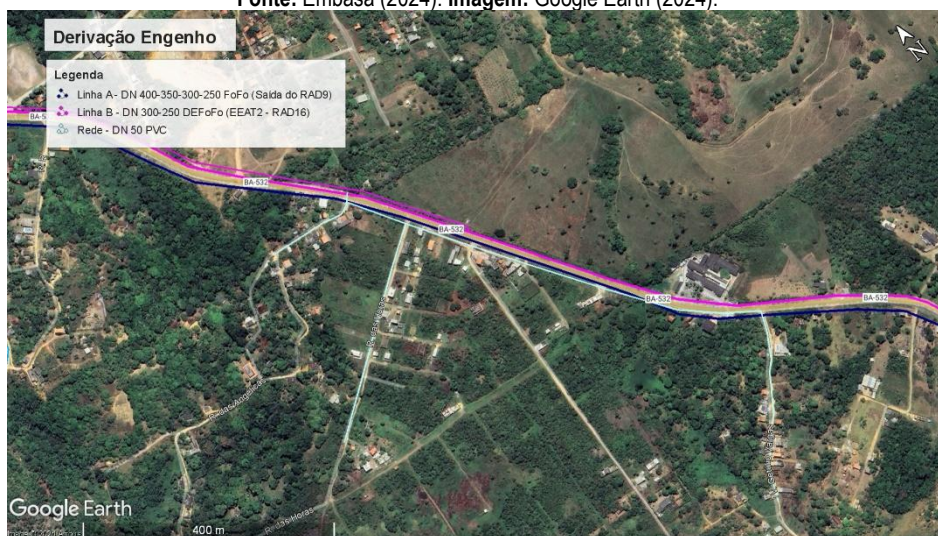 Fonte: Embasa (2024). Imagem: Google Earth (2024).
Derivação Engenho
Legenda
Linha A - DN 400-350-300-250 FoFo (Saída do RAD9)
Linha B - DN 300-250 DEFoFo (EEAT2 - RAD16)
Rede - DN 50 PVC
N
BA-532
BA-532
BA-532
BA-532
R. das Horas
Google Earth
400 m